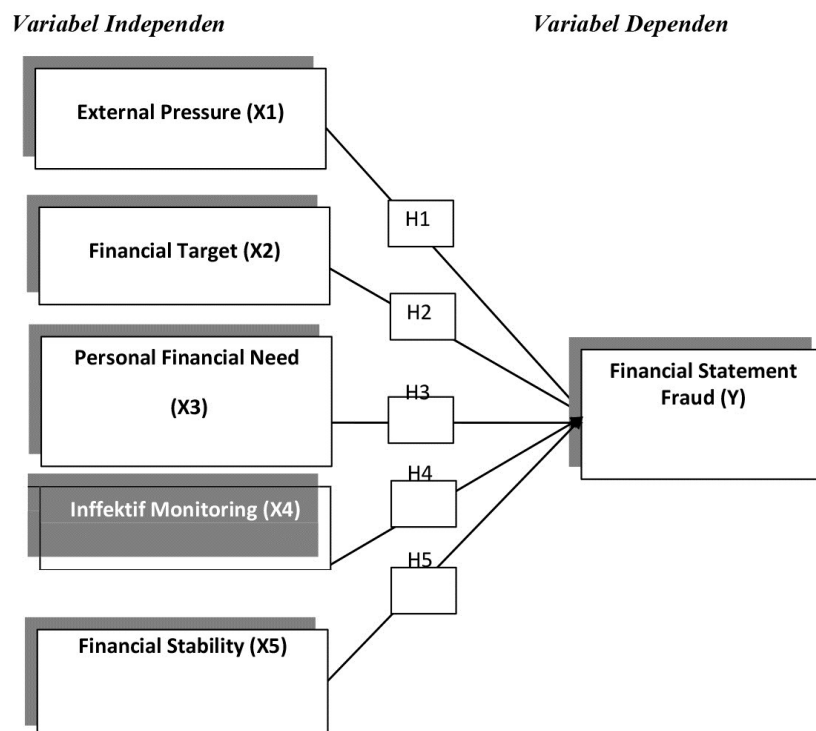 Variabel Independen
Variabel Dependen
External Pressure (X1)
H1
Financial Target (X2)
H2
Personal Financial Need
(X3)
H3
Financial Statement
Fraud (Y)
Inffektif Monitoring (X4)
H4
H5
Financial Stability (X5)